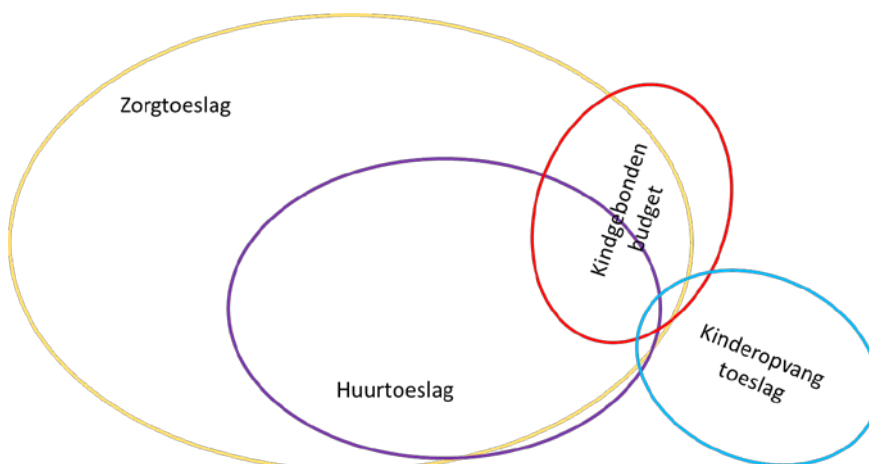 Zorgtoeslag
Kindgebonden
budget
Kinderopvang
toeslag
Huurtoeslag